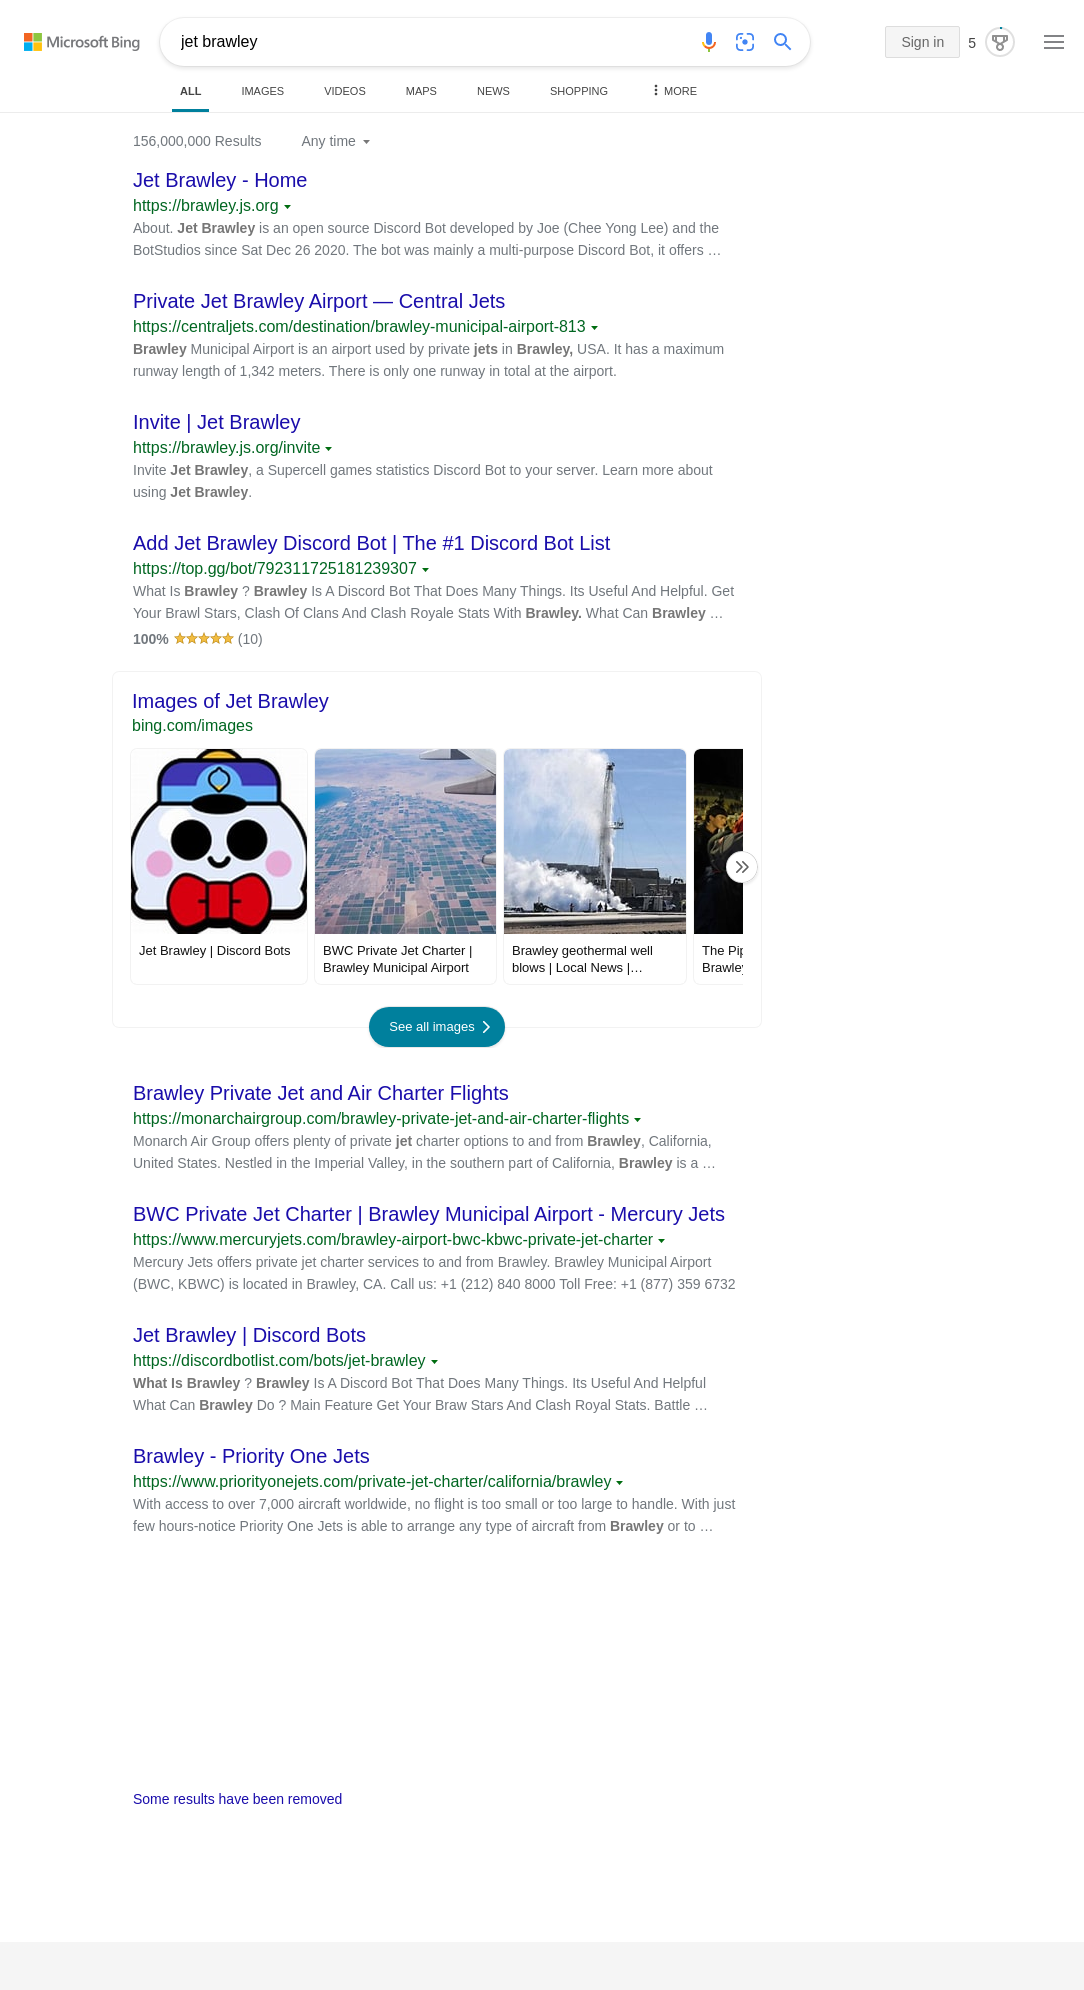 Microsoft Bing
jet brawley
Sign in
5
ALL
IMAGES
VIDEOS
MAPS
NEWS
SHOPPING
MORE
156,000,000 Results
Any time
Jet Brawley - Home
https://brawley.js.org
About. Jet Brawley is an open source Discord Bot developed by Joe (Chee Yong Lee) and the
BotStudios since Sat Dec 26 2020. The bot was mainly a multi-purpose Discord Bot, it offers …
Private Jet Brawley Airport — Central Jets
https://centraljets.com/destination/brawley-municipal-airport-813
Brawley Municipal Airport is an airport used by private jets in Brawley, USA. It has a maximum
runway length of 1,342 meters. There is only one runway in total at the airport.
Invite | Jet Brawley
https://brawley.js.org/invite
Invite Jet Brawley, a Supercell games statistics Discord Bot to your server. Learn more about
using Jet Brawley.
Add Jet Brawley Discord Bot | The #1 Discord Bot List
https://top.gg/bot/792311725181239307
What Is Brawley ? Brawley Is A Discord Bot That Does Many Things. Its Useful And Helpful. Get
Your Brawl Stars, Clash Of Clans And Clash Royale Stats With Brawley. What Can Brawley …
100% (10)
Images of Jet Brawley
bing.com/images
Jet Brawley | Discord Bots
BWC Private Jet Charter |
Brawley Municipal Airport
Brawley geothermal well
blows | Local News |…
The Pip
Brawley
See all images
Brawley Private Jet and Air Charter Flights
https://monarchairgroup.com/brawley-private-jet-and-air-charter-flights
Monarch Air Group offers plenty of private jet charter options to and from Brawley, California,
United States. Nestled in the Imperial Valley, in the southern part of California, Brawley is a …
BWC Private Jet Charter | Brawley Municipal Airport - Mercury Jets
https://www.mercuryjets.com/brawley-airport-bwc-kbwc-private-jet-charter
Mercury Jets offers private jet charter services to and from Brawley. Brawley Municipal Airport
(BWC, KBWC) is located in Brawley, CA. Call us: +1 (212) 840 8000 Toll Free: +1 (877) 359 6732
Jet Brawley | Discord Bots
https://discordbotlist.com/bots/jet-brawley
What Is Brawley ? Brawley Is A Discord Bot That Does Many Things. Its Useful And Helpful
What Can Brawley Do ? Main Feature Get Your Braw Stars And Clash Royal Stats. Battle …
Brawley - Priority One Jets
https://www.priorityonejets.com/private-jet-charter/california/brawley
With access to over 7,000 aircraft worldwide, no flight is too small or too large to handle. With just
few hours-notice Priority One Jets is able to arrange any type of aircraft from Brawley or to …
Some results have been removed